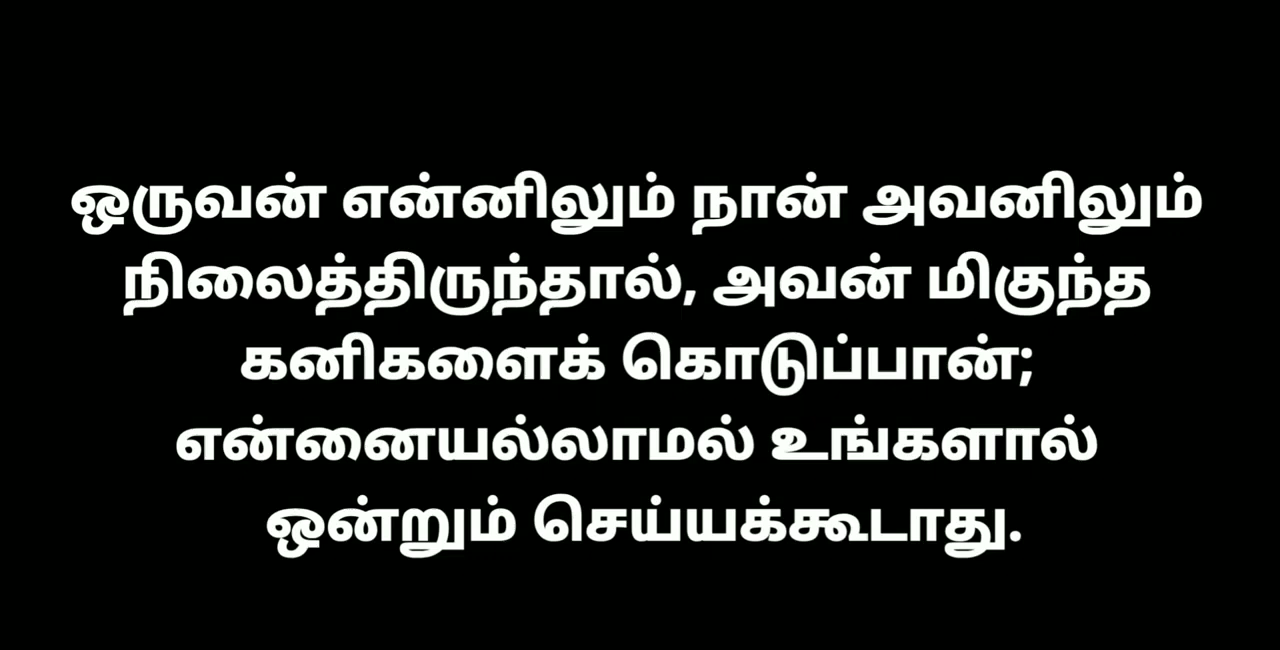 ஒருவன் என்னிலும் நான் அவனிலும்
நிலைத்திருந்தால், அவன் மிகுந்த
கனிகளைக் கொடுப்பான்;
என்னையல்லாமல் உங்களால்
ஒன்றும் செய்யக்கூடாது.